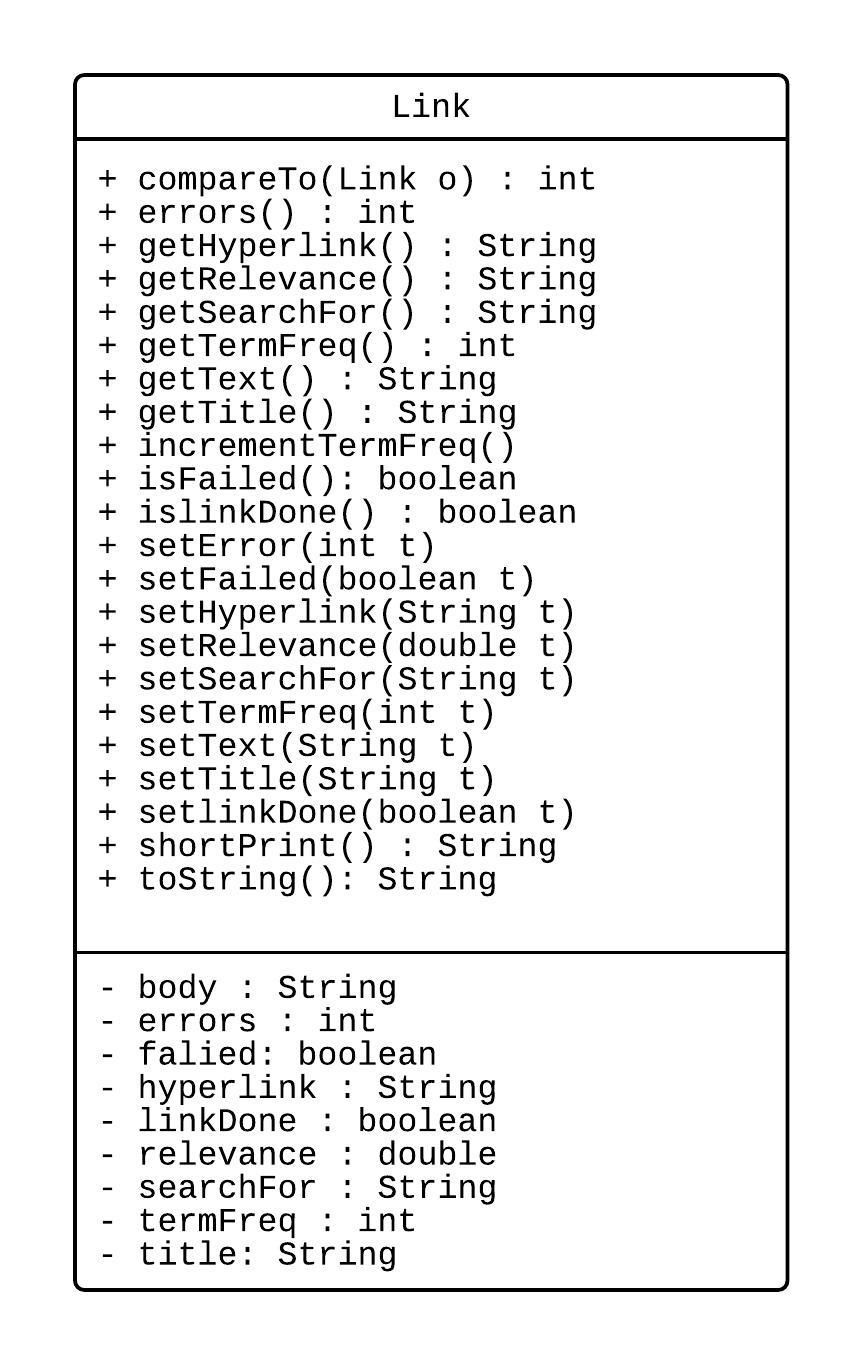 Link
+ compareTo(Link o) : int
+ errors() : int
+ getHyperlink() : String
+ getRelevance() : String
+ getSearchFor() : String
+ getTermFreq() : int
+ getText() : String
+ getTitle() : String
+ incrementTermFreq()
+ isFailed(): boolean
+ islinkDone() : boolean
+ setError(int t)
+ setFailed(boolean t)
+ setHyperlink(String t)
+ setRelevance(double t)
+ setSearchFor(String t)
+ setTermFreq(int t)
+ setText(String t)
+ setTitle(String t)
+ setlinkDone(boolean t)
+ shortPrint() : String
+ toString(): String
- body : String
- errors : int
- falied: boolean
- hyperlink : String
- linkDone : boolean
- relevance : double
- searchFor : String
- termFreq : int
- title: String